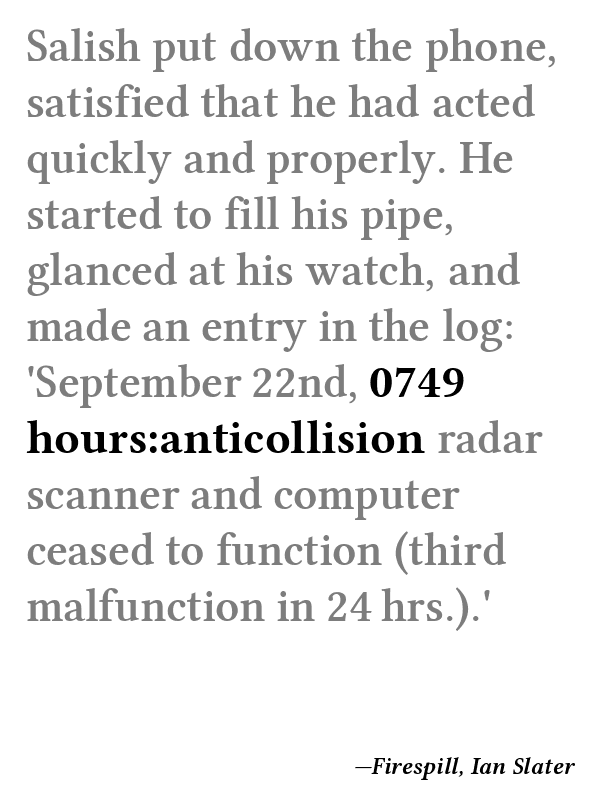 Salish put down the phone,
satisfied that he had acted
quickly and properly. He
started to fill his pipe,
glanced at his watch, and
made an entry in the log:
'September 22nd, 0749
hours:anticollision radar
scanner and computer
ceased to function (third
malfunction in 24 hrs.).'
—Firespill, Ian Slater